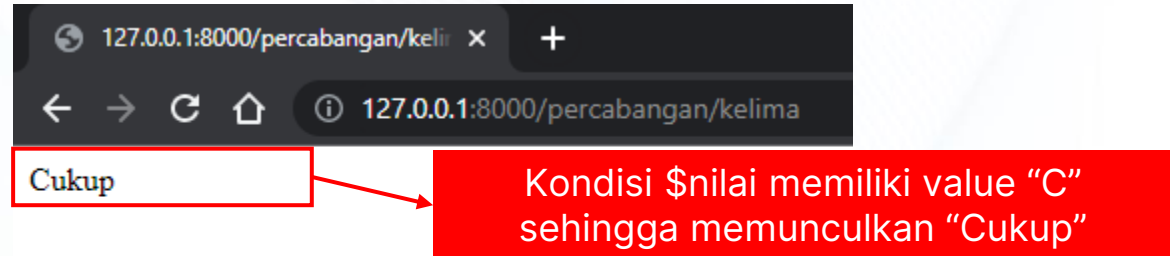 127.0.0.1:8000/percabangan/keli
127.0.0.1:8000/percabangan/kelima
Cukup
Kondisi $nilai memiliki value “C”
sehingga memunculkan “Cukup”